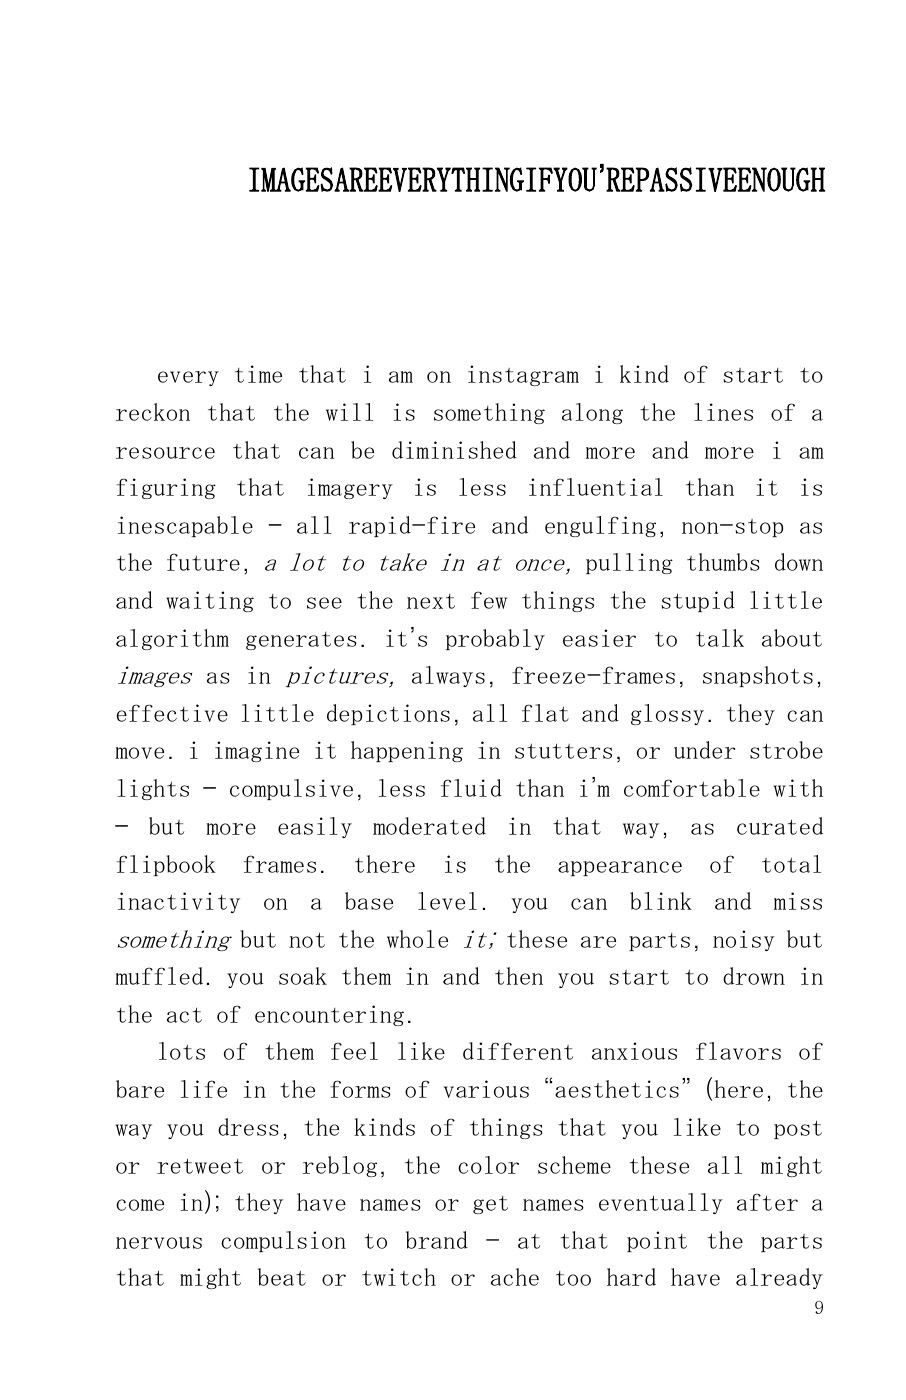 IMAGESAREEVERYTHINGIFYOU'REPASSIVEENOUGH
every time that i am on instagram i kind of start to
reckon that the will is something along the lines of a
resource that can be diminished and more and more i am
figuring that imagery is less influential than it is
inescapable — all rapid-fire and engulfing, non-stop as
the future, a lot to take in at once, pulling thumbs down
and waiting to see the next few things the stupid little
algorithm generates. it's probably easier to talk about
images as in pictures, always, freeze-frames, snapshots,
effective little depictions, all flat and glossy. they can
move. i imagine it happening in stutters, or under strobe
lights — compulsive, less fluid than i'm comfortable with
— but more easily moderated in that way, as curated
flipbook frames. there is the appearance of total
inactivity on a base level. you can blink and miss
something but not the whole it; these are parts, noisy but
muffled. you soak them in and then you start to drown in
the act of encountering.
lots of them feel like different anxious flavors of
bare life in the forms of various “aesthetics” (here, the
way you dress, the kinds of things that you like to post
or retweet or reblog, the color scheme these all might
come in); they have names or get names eventually after a
nervous compulsion to brand — at that point the parts
that might beat or twitch or ache too hard have already
9